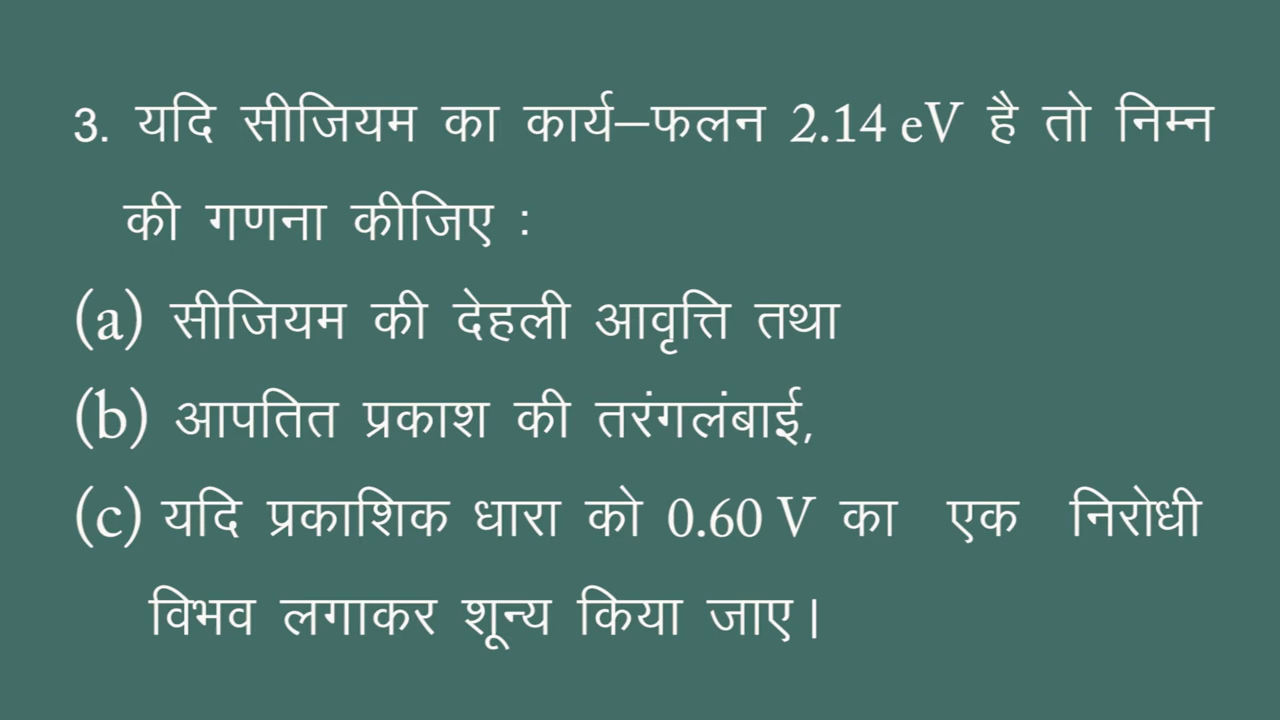 3. यदि सीजियम का कार्य–फलन 2.14 eV है तो निम्न
की गणना कीजिए :
(a) सीजियम की देहली आवृत्ति तथा
(b) आपतित प्रकाश की तरंगलंबाई,
(c) यदि प्रकाशिक धारा को 0.60 V का एक निरोधी
विभव लगाकर शून्य किया जाए।